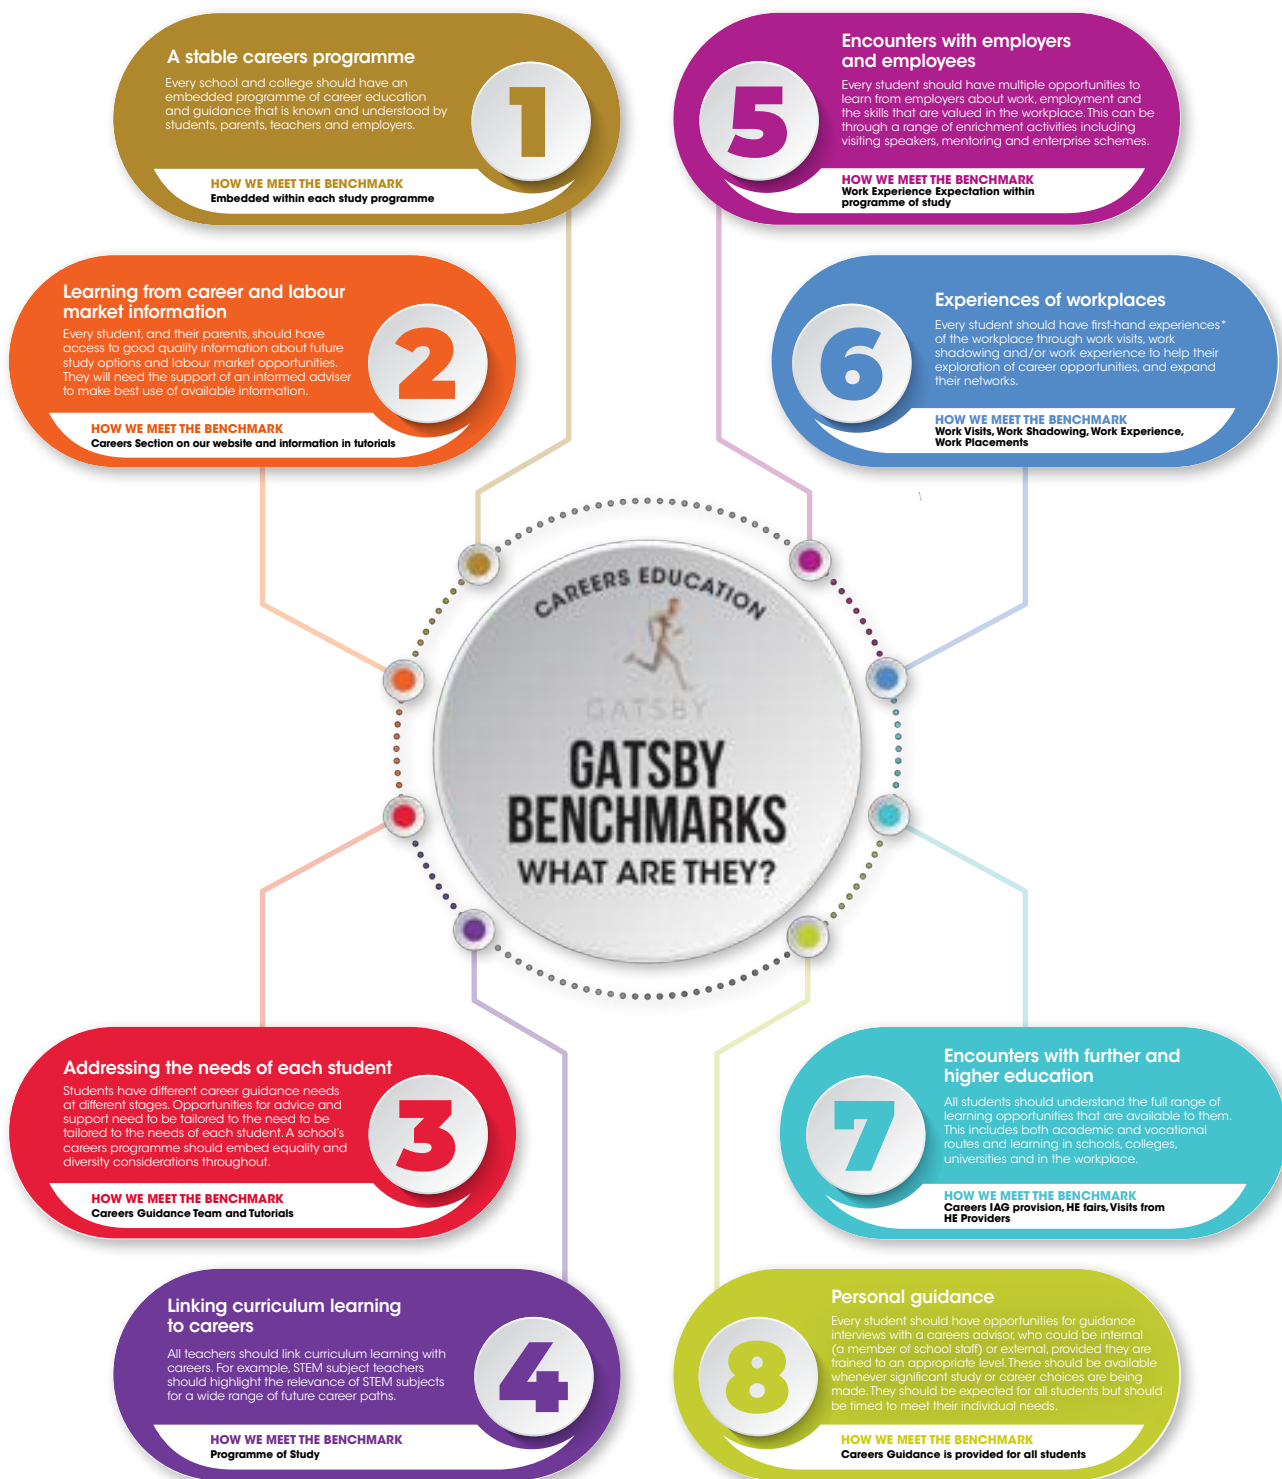 A stable careers programme
Every school and college should have an
embedded programme of career education
and guidance that is known and understood by
students, parents, teachers and employers.
1
HOW WE MEET THE BENCHMARK
Embedded within each study programme
Learning from career and labour
market information
Every student, and their parents, should have
access to good quality information about future
study options and labour market opportunities.
They will need the support of an informed adviser
to make best use of available information.
2
HOW WE MEET THE BENCHMARK
Careers Section on our website and information in tutorials
Encounters with employers
and employees
Every student should have multiple opportunities to
learn from employers about work, employment and
the skills that are valued in the workplace. This can be
through a range of enrichment activities including
visiting speakers, mentoring and enterprise schemes.
5
HOW WE MEET THE BENCHMARK
Work Experience Expectation within
programme of study
Experiences of workplaces
Every student should have first-hand experiences*
of the workplace through work visits, work
shadowing and/or work experience to help their
exploration of career opportunities, and expand
their networks.
6
HOW WE MEET THE BENCHMARK
Work Visits, Work Shadowing, Work Experience,
Work Placements
CAREERS EDUCATION
GATSBY
GATSBY
BENCHMARKS
WHAT ARE THEY?
Addressing the needs of each student
Students have different career guidance needs
at different stages. Opportunities for advice and
support need to be tailored to the need to be
tailored to the needs of each student. A school's
careers programme should embed equality and
diversity considerations throughout.
3
HOW WE MEET THE BENCHMARK
Careers Guidance Team and Tutorials
Linking curriculum learning
to careers
All teachers should link curriculum learning with
careers. For example, STEM subject teachers
should highlight the relevance of STEM subjects
for a wide range of future career paths.
4
HOW WE MEET THE BENCHMARK
Programme of Study
Encounters with further and
higher education
All students should understand the full range of
learning opportunities that are available to them.
This includes both academic and vocational
routes and learning in schools, colleges,
universities and in the workplace.
7
HOW WE MEET THE BENCHMARK
Careers IAG provision, HE fairs, Visits from
HE Providers
Personal guidance
Every student should have opportunities for guidance
interviews with a careers advisor, who could be internal
(a member of school staff) or external, provided they are
trained to an appropriate level. These should be available
whenever significant study or career choices are being
made. They should be expected for all students but should
be timed to meet their individual needs.
8
HOW WE MEET THE BENCHMARK
Careers Guidance is provided for all students